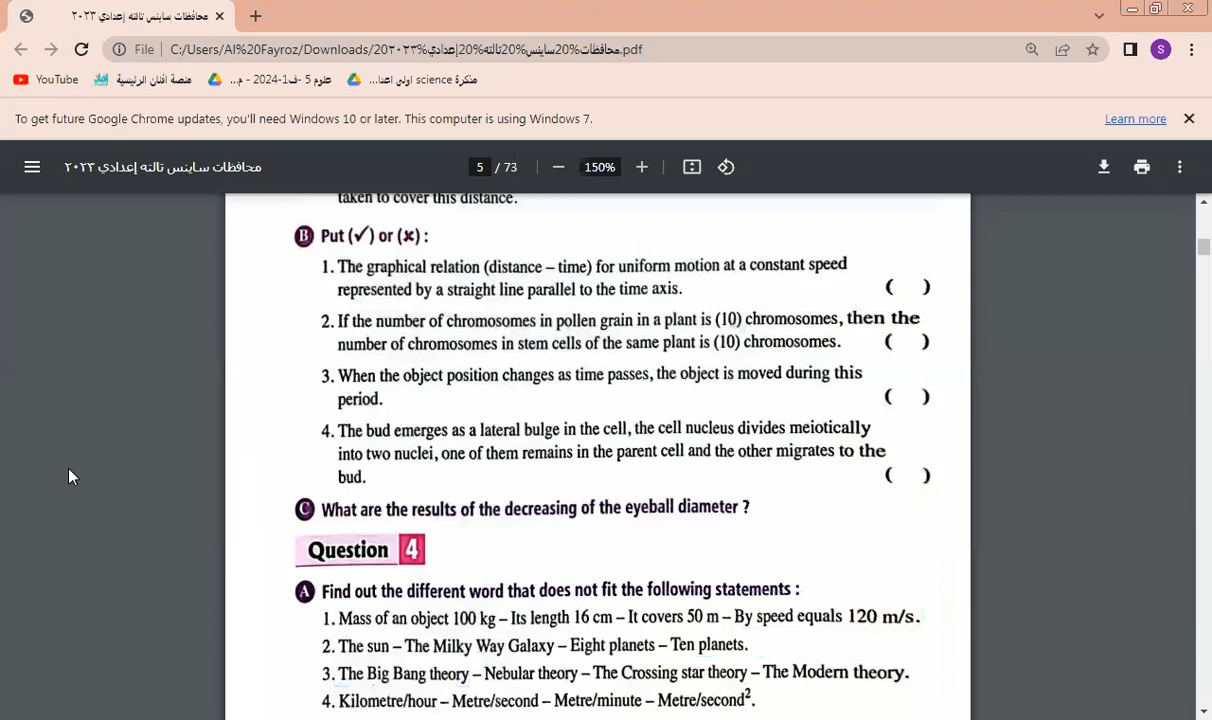 محافظات ساينس تالته إعدادي ٢٠٢٣
File C:/Users/Al%20Fayroz/Downloads/محافظات%20ساينس%20تالته%20إعدادي%20٢٠٢٣.pdf
S
YouTube منصة افنان الرئيسية علوم 5 -ف1-2024 - م... مذكرة science اولي اعدا...
To get future Google Chrome updates, you'll need Windows 10 or later. This computer is using Windows 7. Learn more
محافظات ساينس تالته إعدادي ٢٠٢٣ 5 / 73 150%
taken to cover this distance.
B Put (✓) or (✗) :
1. The graphical relation (distance – time) for uniform motion at a constant speed
represented by a straight line parallel to the time axis. ( )
2. If the number of chromosomes in pollen grain in a plant is (10) chromosomes, then the
number of chromosomes in stem cells of the same plant is (10) chromosomes. ( )
3. When the object position changes as time passes, the object is moved during this
period. ( )
4. The bud emerges as a lateral bulge in the cell, the cell nucleus divides meiotically
into two nuclei, one of them remains in the parent cell and the other migrates to the
bud. ( )
C What are the results of the decreasing of the eyeball diameter ?
Question 4
A Find out the different word that does not fit the following statements :
1. Mass of an object 100 kg – Its length 16 cm – It covers 50 m – By speed equals 120 m/s.
2. The sun – The Milky Way Galaxy – Eight planets – Ten planets.
3. The Big Bang theory – Nebular theory – The Crossing star theory – The Modern theory.
4. Kilometre/hour – Metre/second – Metre/minute – Metre/second².